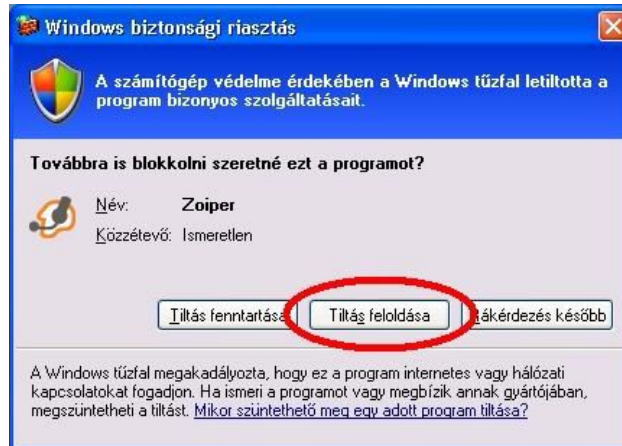 Windows biztonsági riasztás
A számítógép védelme érdekében a Windows tűzfal letiltotta a
program bizonyos szolgáltatásait.
Továbbra is blokkolni szeretné ezt a programot?
Név: Zoiper
Közzétevő: Ismeretlen
Tiltás fenntartása Tiltás feloldása Rákérdezés később
A Windows tűzfal megakadályozta, hogy ez a program internetes vagy hálózati
kapcsolatokat fogadjon. Ha ismeri a programot vagy megbízik annak gyártójában,
megszüntetheti a tiltást. Mikor szüntethető meg egy adott program tiltása?